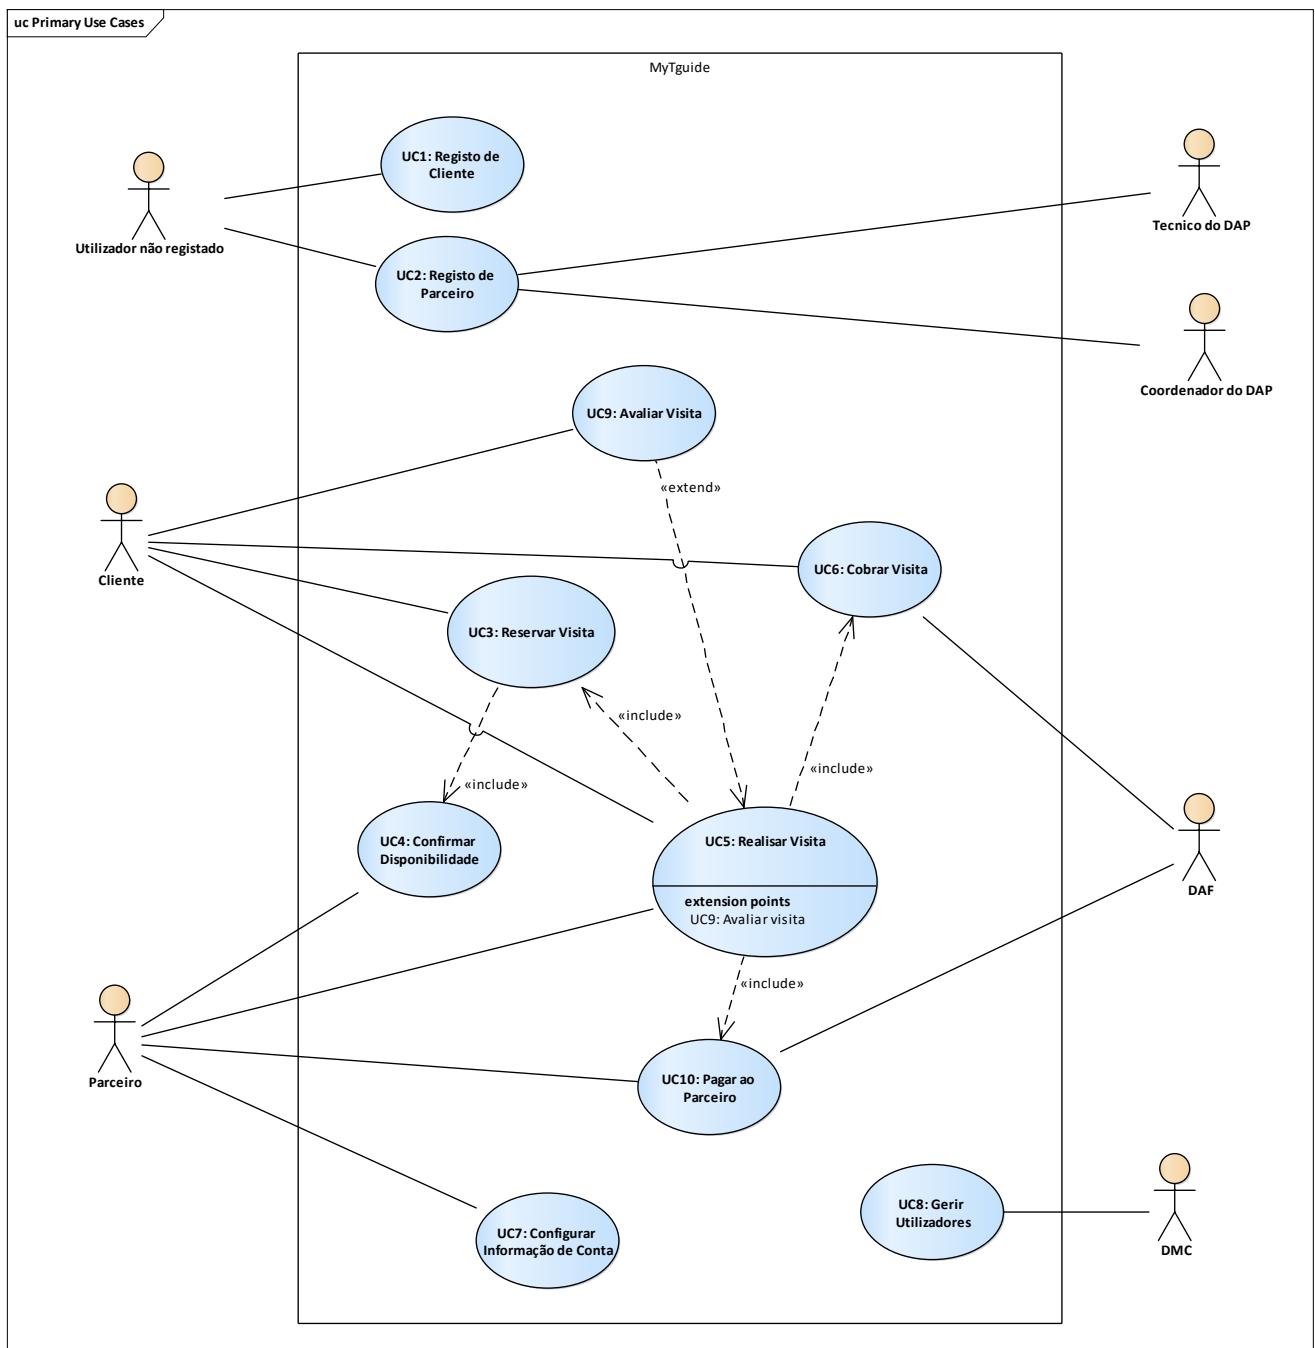 uc Primary Use Cases
MyTguide
UC1: Registo de
Cliente
Utilizador não registado
Tecnico do DAP
UC2: Registo de
Parceiro
Coordenador do DAP
UC9: Avaliar Visita
«extend»
Cliente
UC6: Cobrar Visita
UC3: Reservar Visita
«include»
«include»
«include»
UC4: Confirmar
Disponibilidade
UC5: Realisar Visita
extension points
UC9: Avaliar visita
DAF
«include»
Parceiro
UC10: Pagar ao
Parceiro
UC8: Gerir
Utilizadores
UC7: Configurar
Informação de Conta
DMC